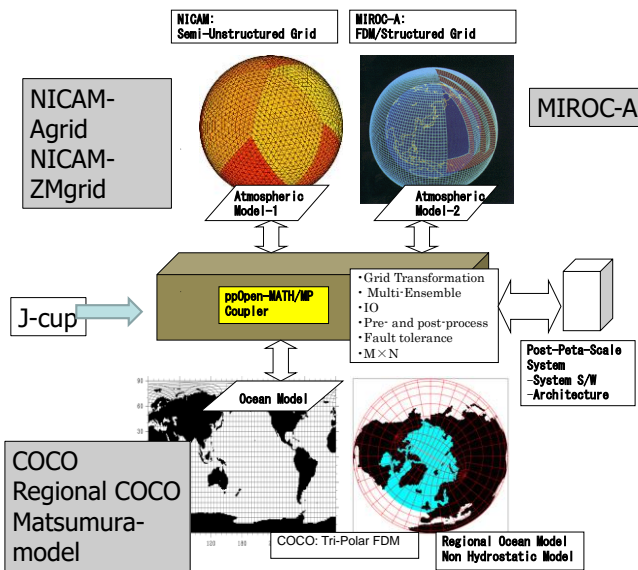 NICAM:
Semi-Unstructured Grid
MIROC-A:
FDM/Structured Grid
NICAM-
Agrid
NICAM-
ZMgrid
MIROC-A
Atmospheric
Model-1
Atmospheric
Model-2
J-cup
ppOpen-MATH/MP
Coupler
•Grid Transformation
• Multi-Ensemble
•IO
•Pre- and post-process
•Fault tolerance
•M×N
Post-Peta-Scale
System
-System S/W
-Architecture
Ocean Model
90
60
30
COCO
Regional COCO
Matsumura-
model
COCO: Tri-Polar FDM
Regional Ocean Model
Non Hydrostatic Model